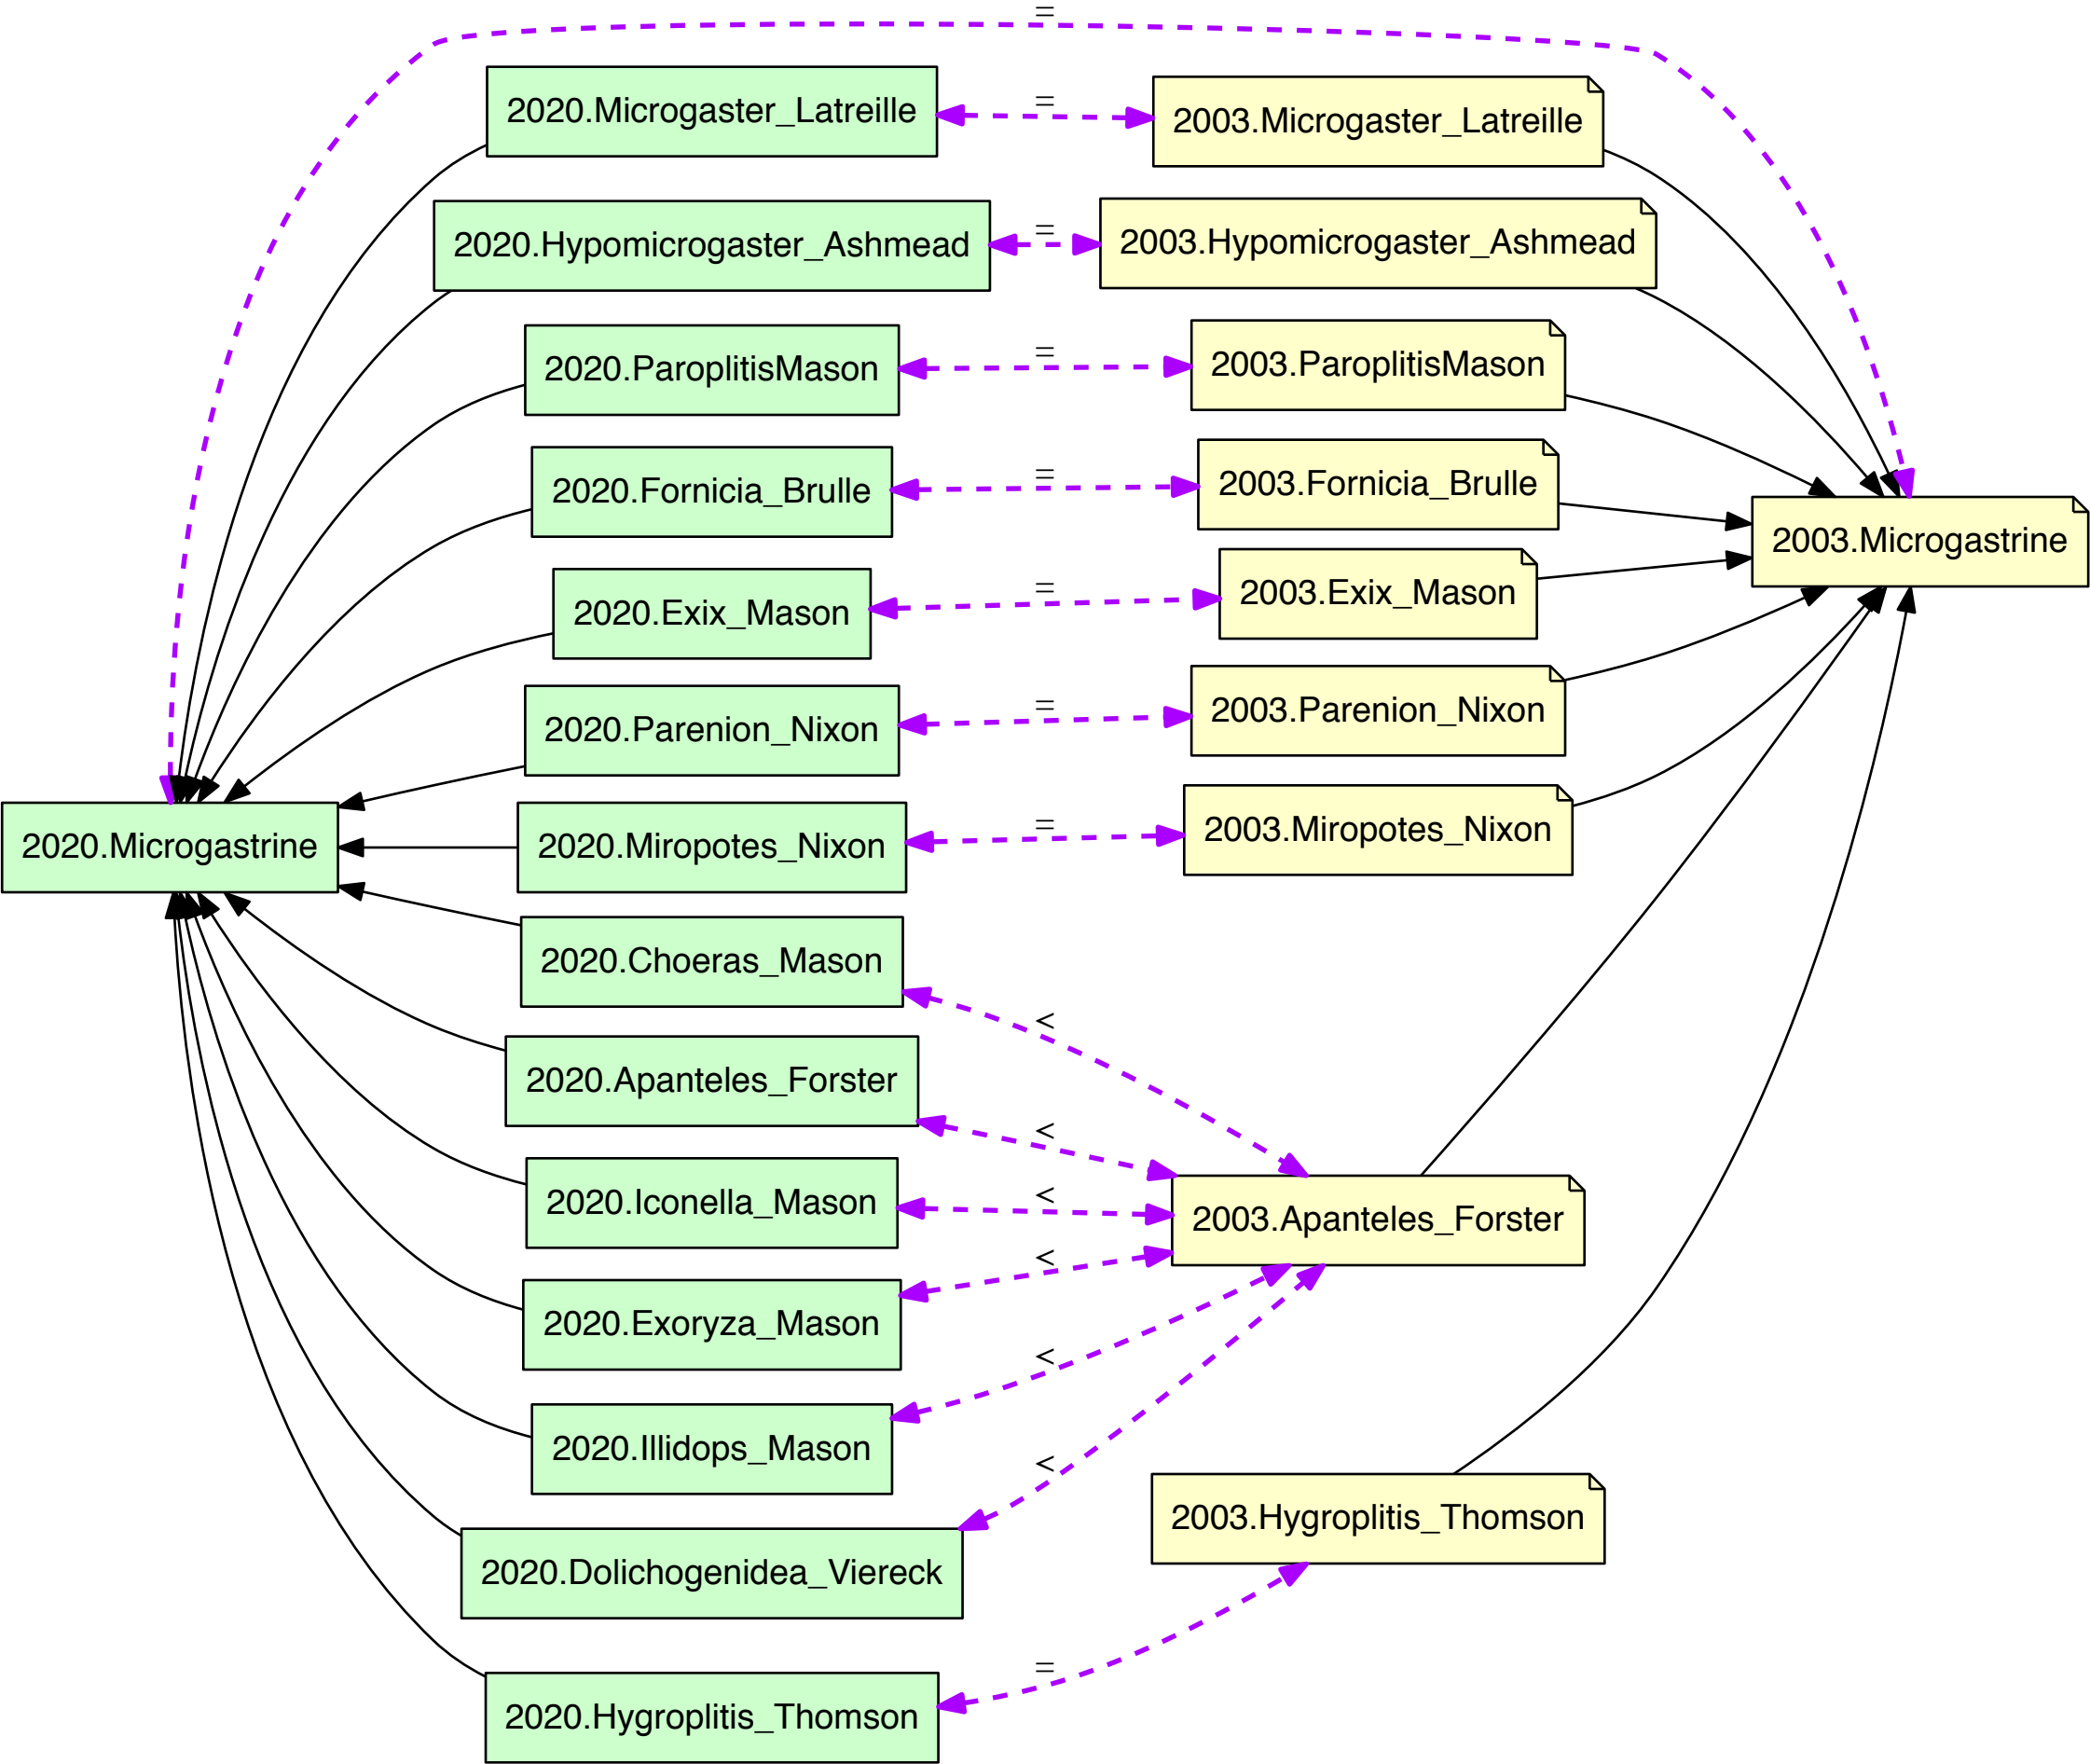 =
2020.Microgaster_Latreille
=
2003.Microgaster_Latreille
2020.Hypomicrogaster_Ashmead
=
2003.Hypomicrogaster_Ashmead
2020.ParoplitisMason
=
2003.ParoplitisMason
2020.Fornicia_Brulle
=
2003.Fornicia_Brulle
2003.Microgastrine
2020.Exix_Mason
=
2003.Exix_Mason
2020.Parenion_Nixon
=
2003.Parenion_Nixon
2020.Microgastrine
2020.Miropotes_Nixon
=
2003.Miropotes_Nixon
2020.Choeras_Mason
<
2020.Apanteles_Forster
<
2020.Iconella_Mason
<
2003.Apanteles_Forster
2020.Exoryza_Mason
<
2020.Illidops_Mason
<
2020.Dolichogenidea_Viereck
<
2003.Hygroplitis_Thomson
2020.Hygroplitis_Thomson
=